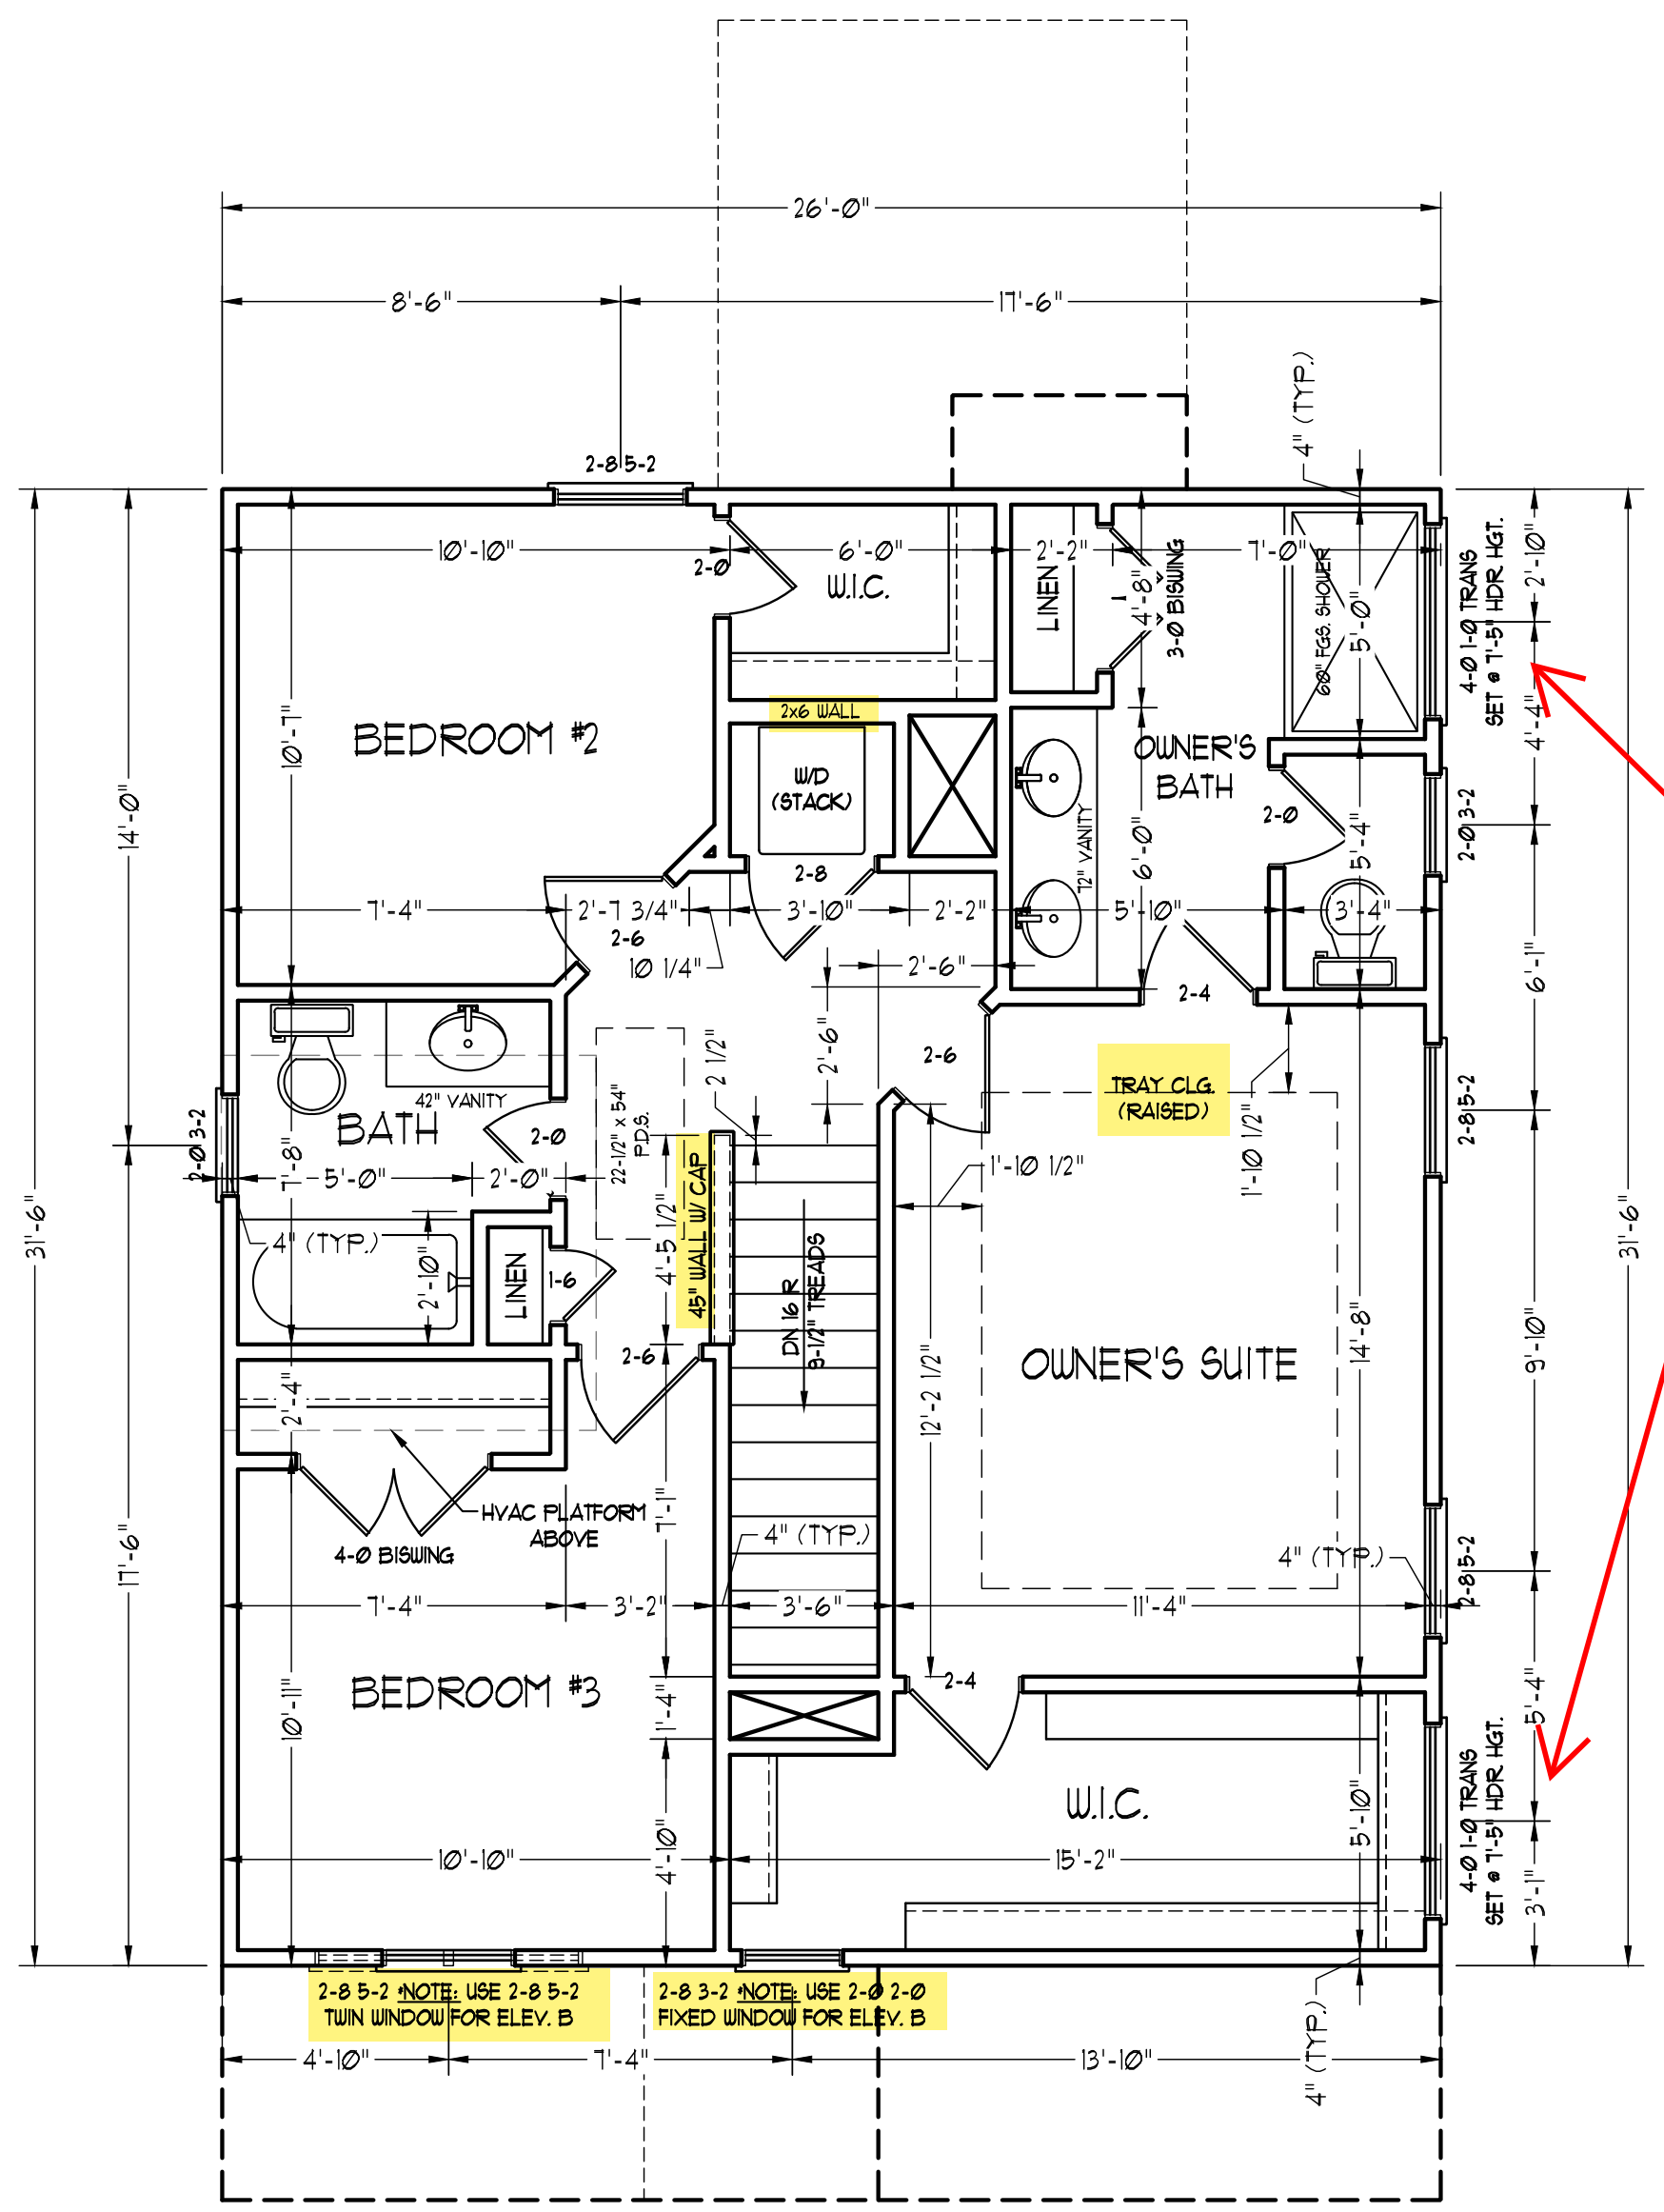 26'-0"
8'-6"
17'-6"
4" (TYP.)
2-8 5-2
10'-10"
6'-0"
2'-2"
7'-0"
2-0
W.I.C.
LINEN
4'-8"
3-0 BISWING
60" FGS. SHOWER
5'-0"
4-0 1-0 TRANS
SET @ 7'-5" HDR HGT.
2'-10"
4'-4"
10'-7"
BEDROOM #2
2x6 WALL
W/D
(STACK)
OWNER'S
BATH
14'-0"
72" VANITY
6'-0"
2-0
5'-4"
2-0 3-2
2-8
7'-4"
2'-7 3/4"
3'-10"
2'-2"
5'-10"
3'-4"
2-6
10 1/4"
2'-6"
2-4
6'-1"
2'-6"
2 1/2"
2-6
TRAY CLG.
(RAISED)
1'-10 1/2"
1'-10 1/2"
2-8 5-2
42" VANITY
BATH
2-0
22-1/2" x 54"
P.D.S.
2-0 3-2
7'-8"
5'-0"
2'-0"
4" (TYP.)
2'-10"
LINEN
1-6
4'-5 1/2"
45" WALL W/ CAP
DN 16 R
9-1/2" TREADS
31'-6"
31'-6"
2-6
12'-2 1/2"
OWNER'S SUITE
14'-8"
9'-10"
2'-4"
HVAC PLATFORM
ABOVE
4-0 BISWING
7'-1"
4" (TYP.)
4" (TYP.)
2-8 5-2
17'-6"
7'-4"
3'-2"
3'-6"
11'-4"
BEDROOM #3
10'-11"
1'-4"
2-4
5'-4"
W.I.C.
4-0 1-0 TRANS
SET @ 7'-5" HDR HGT.
5'-10"
4'-10"
10'-10"
15'-2"
3'-1"
2-8 5-2 *NOTE: USE 2-8 5-2
TWIN WINDOW FOR ELEV. B
2-8 3-2 *NOTE: USE 2-0 2-0
FIXED WINDOW FOR ELEV. B
4'-10"
7'-4"
13'-10"
4" (TYP.)